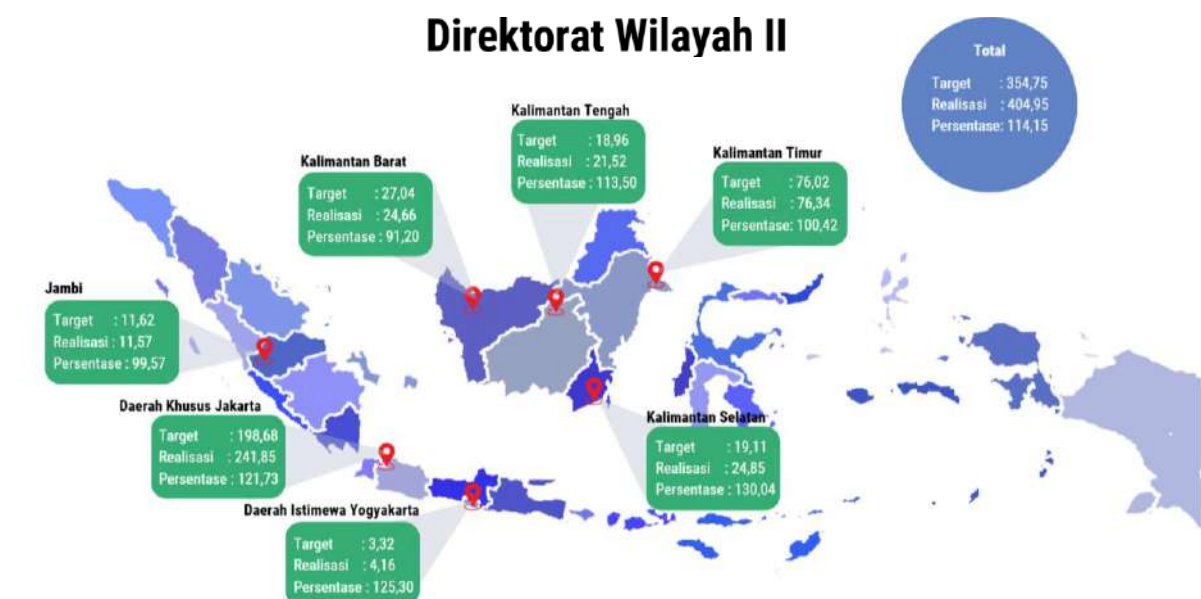 Direktorat Wilayah II
Total
Target : 354,75
Realisasi : 404,95
Persentase: 114,15
Kalimantan Tengah
Target : 18,96
Realisasi : 21,52
Persentase : 113,50
Kalimantan Barat
Target : 27,04
Realisasi : 24,66
Persentase : 91,20
Kalimantan Timur
Target : 76,02
Realisasi : 76,34
Persentase: 100,42
Jambi
Target : 11,62
Realisasi : 11,57
Persentase : 99,57
Daerah Khusus Jakarta
Target : 198,68
Realisasi : 241,85
Persentase : 121,73
Kalimantan Selatan
Target : 19,11
Realisasi : 24,85
Persentase : 130,04
Daerah Istimewa Yogyakarta
Target : 3,32
Realisasi : 4,16
Persentase : 125,30